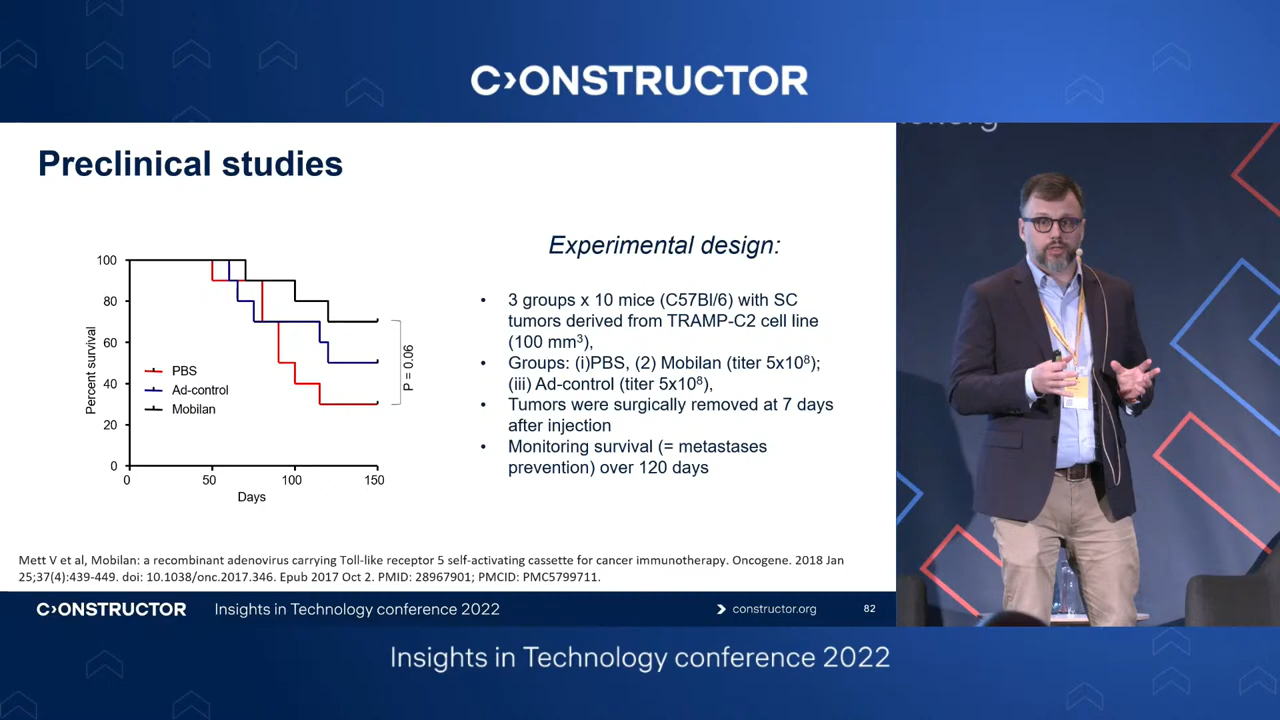 C›ONSTRUCTOR
Preclinical studies
100
80
60
40
20
0
Percent survival
PBS
Ad-control
Mobilan
P = 0.06
0
50
100
150
Days
Experimental design:
• 3 groups x 10 mice (C57Bl/6) with SC
tumors derived from TRAMP-C2 cell line
(100 mm³),
• Groups: (i)PBS, (2) Mobilan (titer 5x10⁸);
(iii) Ad-control (titer 5x10⁸),
• Tumors were surgically removed at 7 days
after injection
• Monitoring survival (= metastases
prevention) over 120 days
Mett V et al, Mobilan: a recombinant adenovirus carrying Toll-like receptor 5 self-activating cassette for cancer immunotherapy. Oncogene. 2018 Jan
25;37(4):439-449. doi: 10.1038/onc.2017.346. Epub 2017 Oct 2. PMID: 28967901; PMCID: PMC5799711.
C›ONSTRUCTOR
Insights in Technology conference 2022
constructor.org
82
Insights in Technology conference 2022